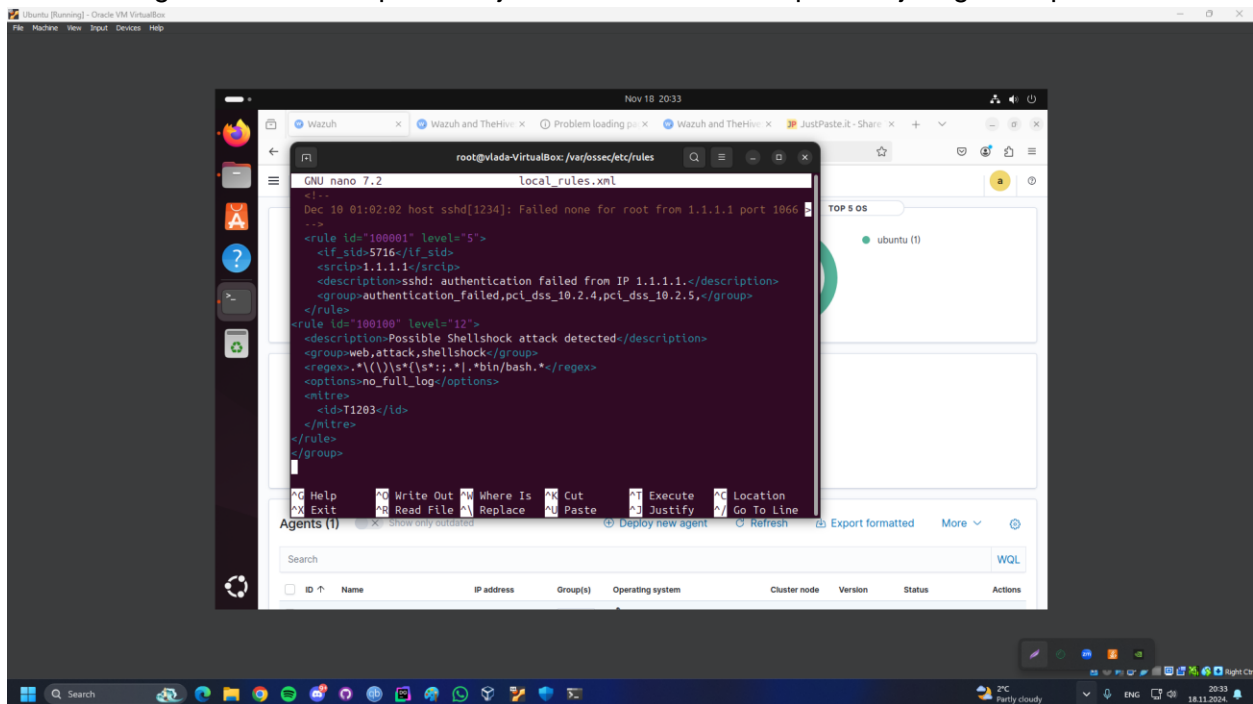 Ubuntu [Running] - Oracle VM VirtualBox
File Machine View Input Devices Help
Nov 18 20:33
Wazuh
Wazuh and TheHive
Problem loading pa
Wazuh and TheHive
JustPaste.it - Share
root@vlada-VirtualBox: /var/ossec/etc/rules
GNU nano 7.2 local_rules.xml
<!--
Dec 10 01:02:02 host sshd[1234]: Failed none for root from 1.1.1.1 port 1066 >
-->
<rule id="100001" level="5">
<if_sid>5716</if_sid>
<srcip>1.1.1.1</srcip>
<description>sshd: authentication failed from IP 1.1.1.1.</description>
<group>authentication_failed,pci_dss_10.2.4,pci_dss_10.2.5,</group>
</rule>
<rule id="100100" level="12">
<description>Possible Shellshock attack detected</description>
<group>web,attack,shellshock</group>
<regex>.*\(\)\s*{\s*:;.*|.*bin/bash.*</regex>
<options>no_full_log</options>
<mitre>
<id>T1203</id>
</mitre>
</rule>
</group>
^G Help ^O Write Out ^W Where Is ^K Cut ^T Execute ^C Location
^X Exit ^R Read File ^\ Replace ^U Paste ^J Justify ^/ Go To Line
a
TOP 5 OS
ubuntu (1)
Agents (1) Show only outdated Deploy new agent Refresh Export formatted More
Search WQL
ID Name IP address Group(s) Operating system Cluster node Version Status Actions
Right Ctr
Search
2°C
Partly cloudy
ENG
20:33
18.11.2024.